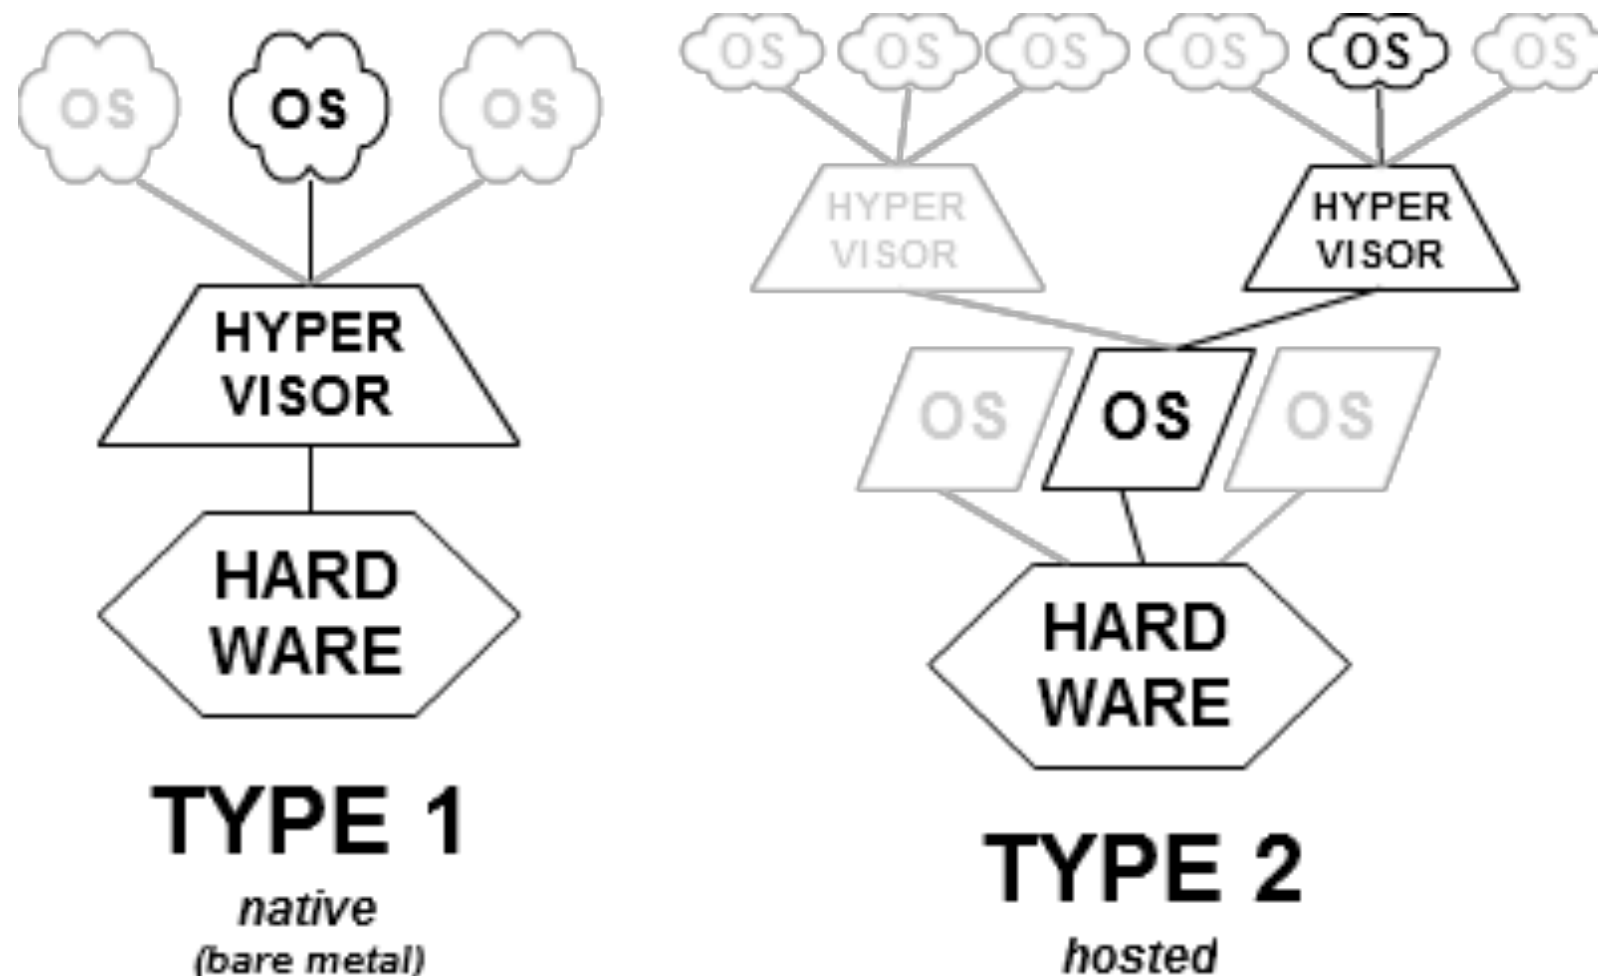 OS OS OS
HYPER
VISOR
HARD
WARE
TYPE 1
native
(bare metal)
OS OS OS OS OS OS
HYPER HYPER
VISOR VISOR
OS OS OS
HARD
WARE
TYPE 2
hosted